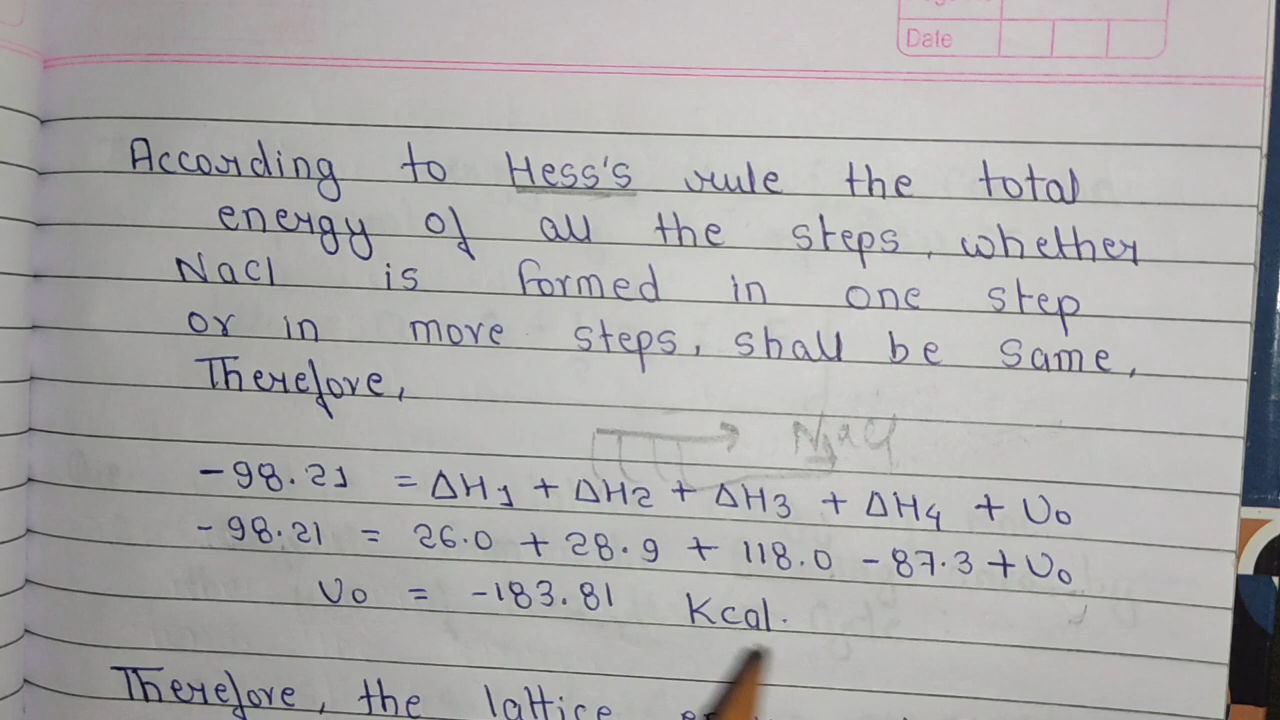 Date
According to Hess's rule the total
energy of all the steps, whether
NaCl is formed in one step
or in more steps, shall be same,
Therefore,
NaCl
-98.21 = ΔH1 + ΔH2 + ΔH3 + ΔH4 + U0
-98.21 = 26.0 + 28.9 + 118.0 - 87.3 + U0
U0 = -183.81 Kcal.
Therefore, the lattice